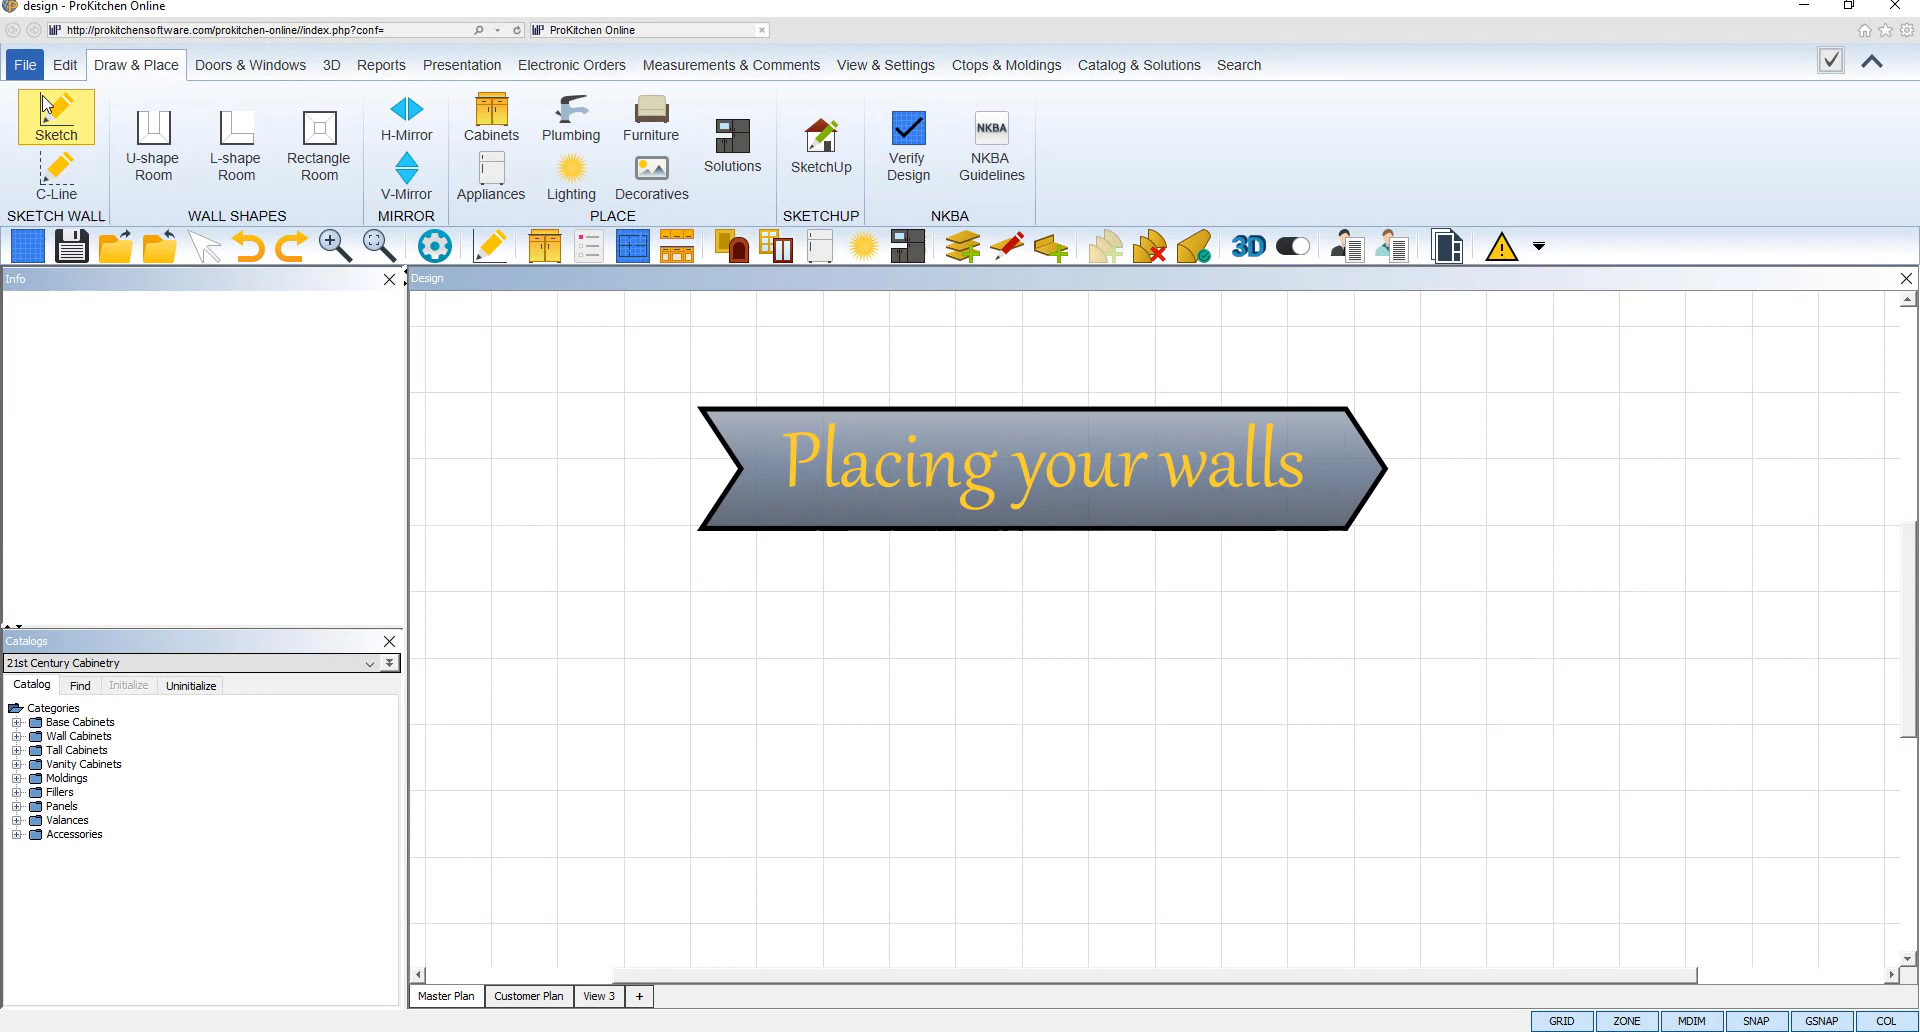 design - ProKitchen Online
http://prokitchensoftware.com/prokitchen-online//index.php?conf=
ProKitchen Online
File Edit Draw & Place Doors & Windows 3D Reports Presentation Electronic Orders Measurements & Comments View & Settings Ctops & Moldings Catalog & Solutions Search
Sketch
C-Line
SKETCH WALL
U-shape Room
L-shape Room
Rectangle Room
WALL SHAPES
H-Mirror
V-Mirror
MIRROR
Cabinets Plumbing Furniture
Appliances Lighting Decoratives
Solutions
PLACE
SketchUp
SKETCHUP
Verify Design
NKBA
NKBA Guidelines
NKBA
3D
Info
Design
Placing your walls
Catalogs
21st Century Cabinetry
Catalog Find Initialize Uninitialize
Categories
Base Cabinets
Wall Cabinets
Tall Cabinets
Vanity Cabinets
Moldings
Fillers
Panels
Valances
Accessories
Master Plan Customer Plan View 3 +
GRID ZONE MDIM SNAP GSNAP COL